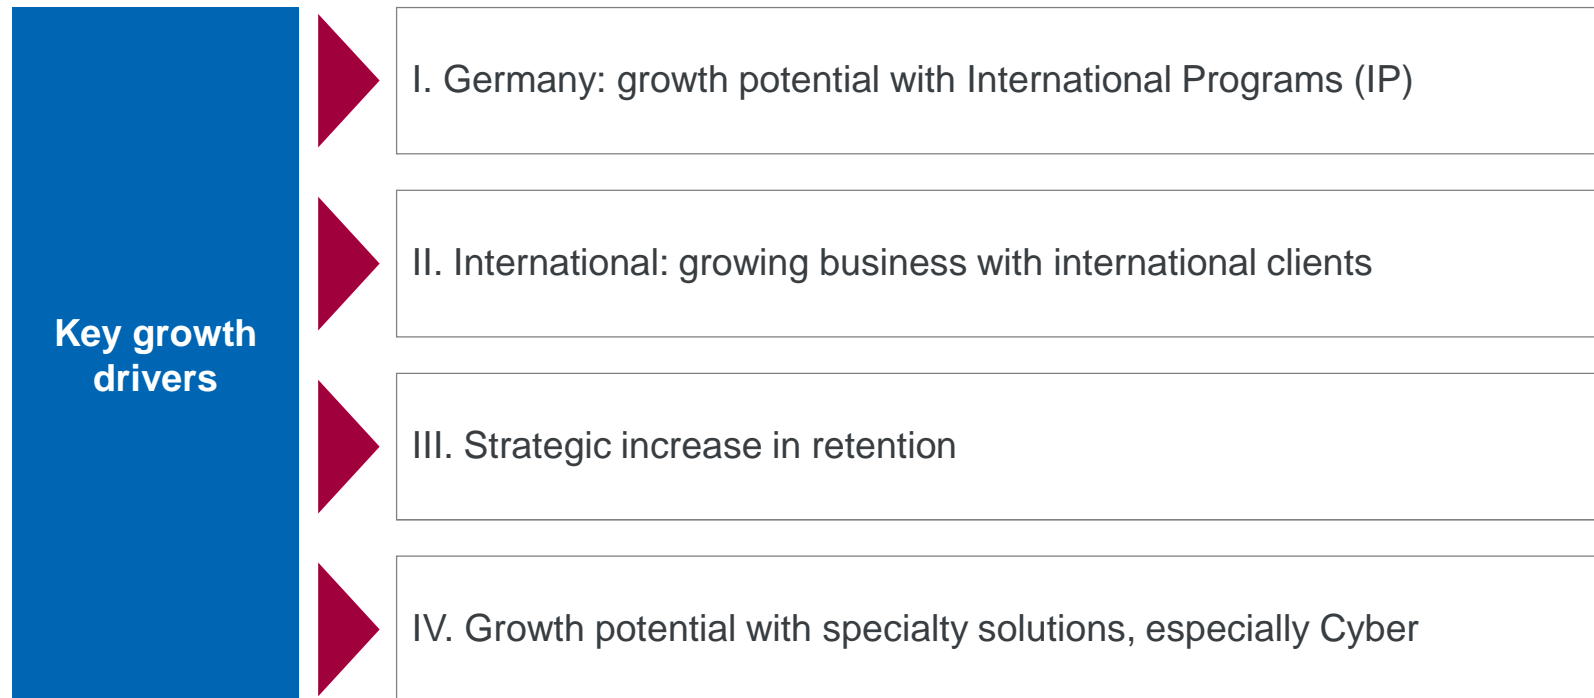 Key growth
drivers
I. Germany: growth potential with International Programs (IP)
II. International: growing business with international clients
III. Strategic increase in retention
IV. Growth potential with specialty solutions, especially Cyber